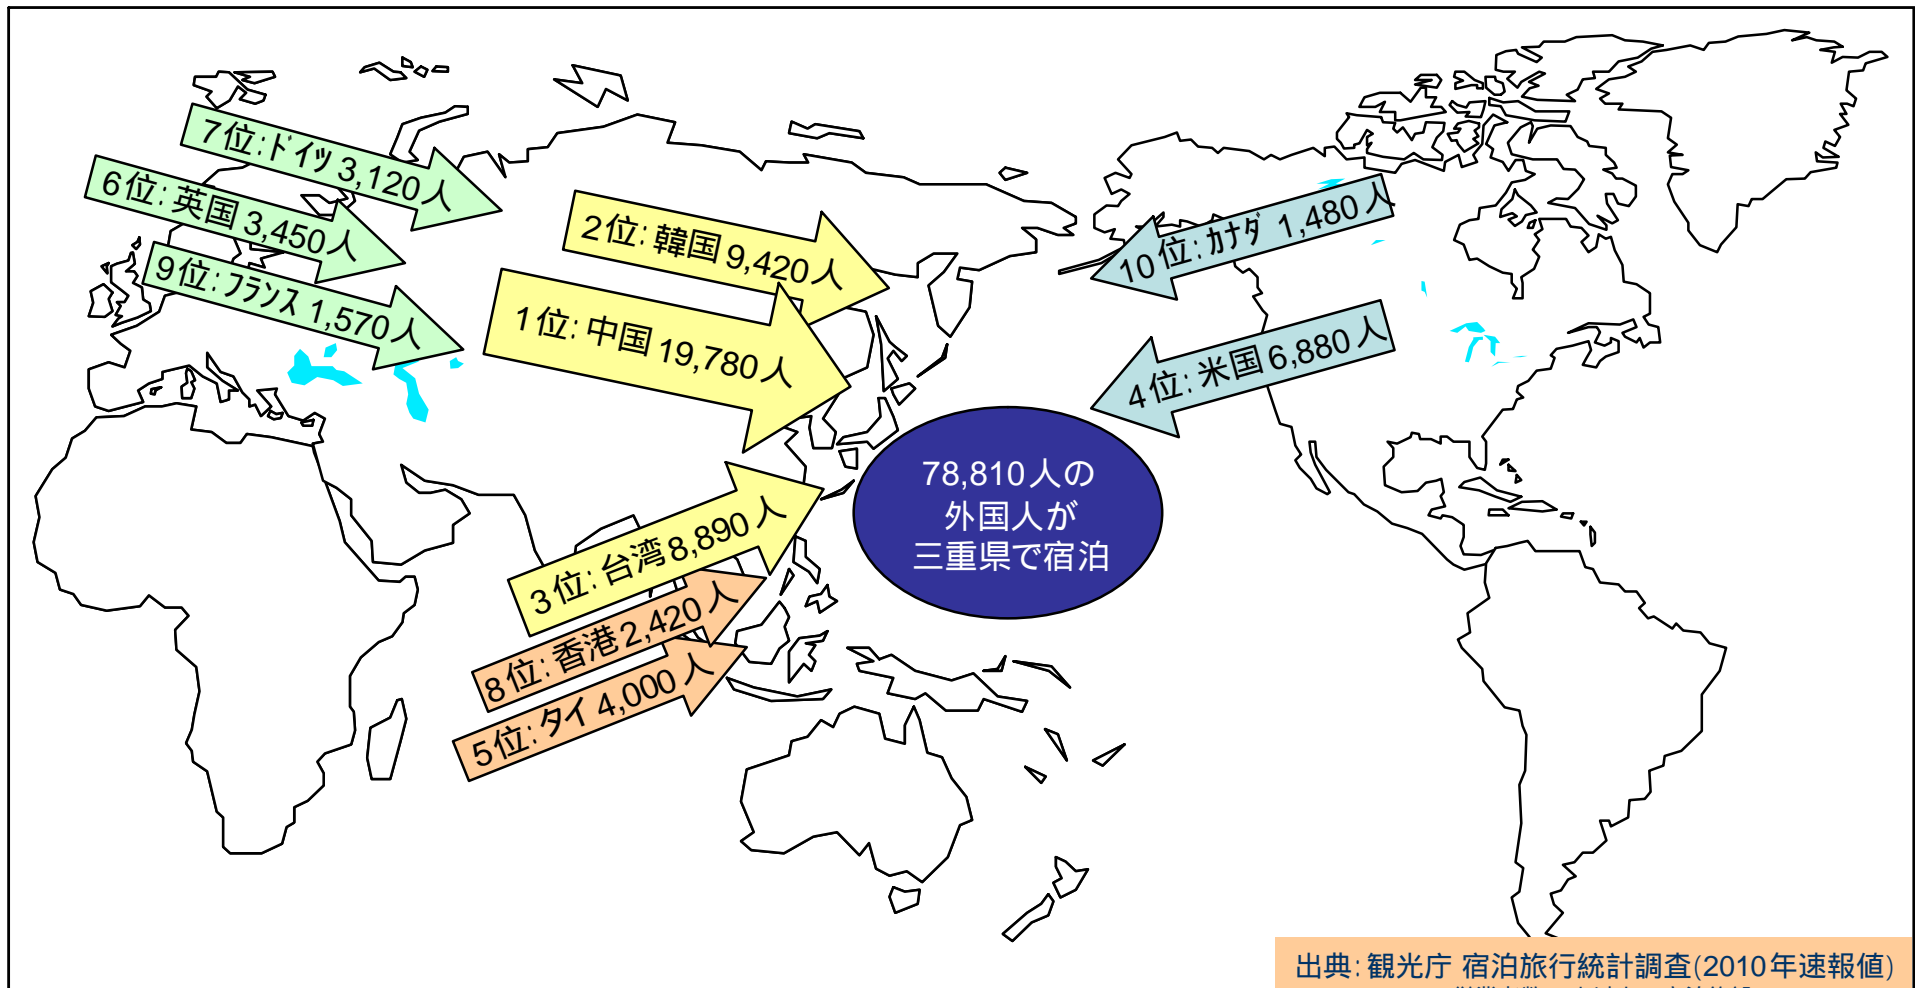 7位:ﾄﾞｲﾂ 3,120人
6位:英国 3,450人
9位:ﾌﾗﾝｽ 1,570人
2位:韓国 9,420人
1位:中国 19,780人
10位:ｶﾅﾀﾞ 1,480人
4位:米国 6,880人
3位:台湾 8,890人
8位:香港 2,420人
5位:タイ 4,000人
78,810人の
外国人が
三重県で宿泊
出典:観光庁 宿泊旅行統計調査(2010年速報値)